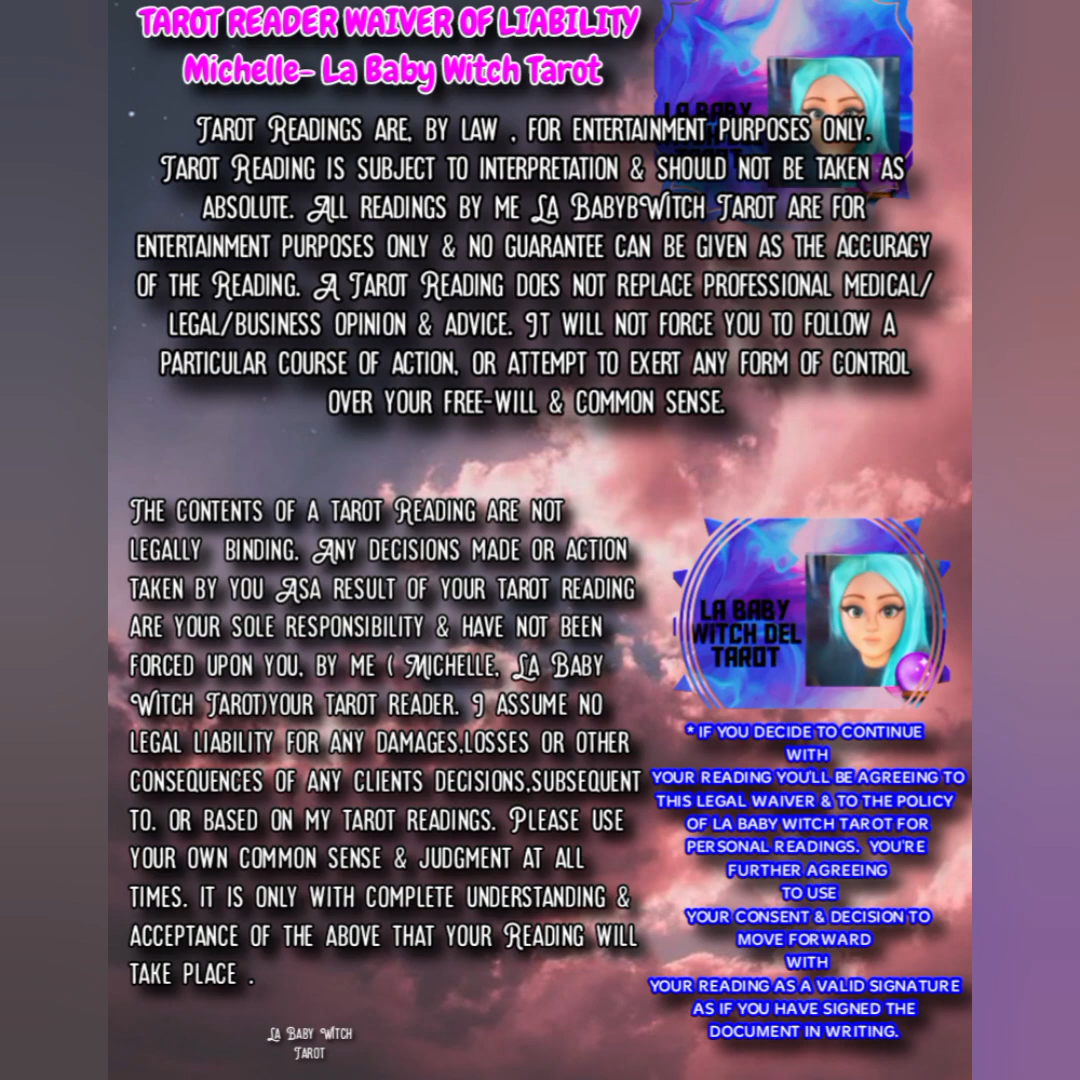 TAROT READER WAIVER OF LIABILITY
Michelle- La Baby Witch Tarot
LA BABY
TAROT READINGS ARE, BY LAW , FOR ENTERTAINMENT PURPOSES ONLY.
TAROT READING IS SUBJECT TO INTERPRETATION & SHOULD NOT BE TAKEN AS
ABSOLUTE. ALL READINGS BY ME LA BABYBWITCH TAROT ARE FOR
ENTERTAINMENT PURPOSES ONLY & NO GUARANTEE CAN BE GIVEN AS THE ACCURACY
OF THE READING. A TAROT READING DOES NOT REPLACE PROFESSIONAL MEDICAL/
LEGAL/BUSINESS OPINION & ADVICE. IT WILL NOT FORCE YOU TO FOLLOW A
PARTICULAR COURSE OF ACTION, OR ATTEMPT TO EXERT ANY FORM OF CONTROL
OVER YOUR FREE-WILL & COMMON SENSE.
THE CONTENTS OF A TAROT READING ARE NOT
LEGALLY BINDING. ANY DECISIONS MADE OR ACTION
TAKEN BY YOU ASA RESULT OF YOUR TAROT READING
ARE YOUR SOLE RESPONSIBILITY & HAVE NOT BEEN
FORCED UPON YOU, BY ME ( MICHELLE, LA BABY
WITCH TAROT)YOUR TAROT READER. I ASSUME NO
LEGAL LIABILITY FOR ANY DAMAGES,LOSSES OR OTHER
CONSEQUENCES OF ANY CLIENTS DECISIONS,SUBSEQUENT
TO, OR BASED ON MY TAROT READINGS. PLEASE USE
YOUR OWN COMMON SENSE & JUDGMENT AT ALL
TIMES. IT IS ONLY WITH COMPLETE UNDERSTANDING &
ACCEPTANCE OF THE ABOVE THAT YOUR READING WILL
TAKE PLACE .
LA BABY WITCH
TAROT
LA BABY
WITCH DEL
TAROT
* IF YOU DECIDE TO CONTINUE
WITH
YOUR READING YOU'LL BE AGREEING TO
THIS LEGAL WAIVER & TO THE POLICY
OF LA BABY WITCH TAROT FOR
PERSONAL READINGS. YOU'RE
FURTHER AGREEING
TO USE
YOUR CONSENT & DECISION TO
MOVE FORWARD
WITH
YOUR READING AS A VALID SIGNATURE
AS IF YOU HAVE SIGNED THE
DOCUMENT IN WRITING.